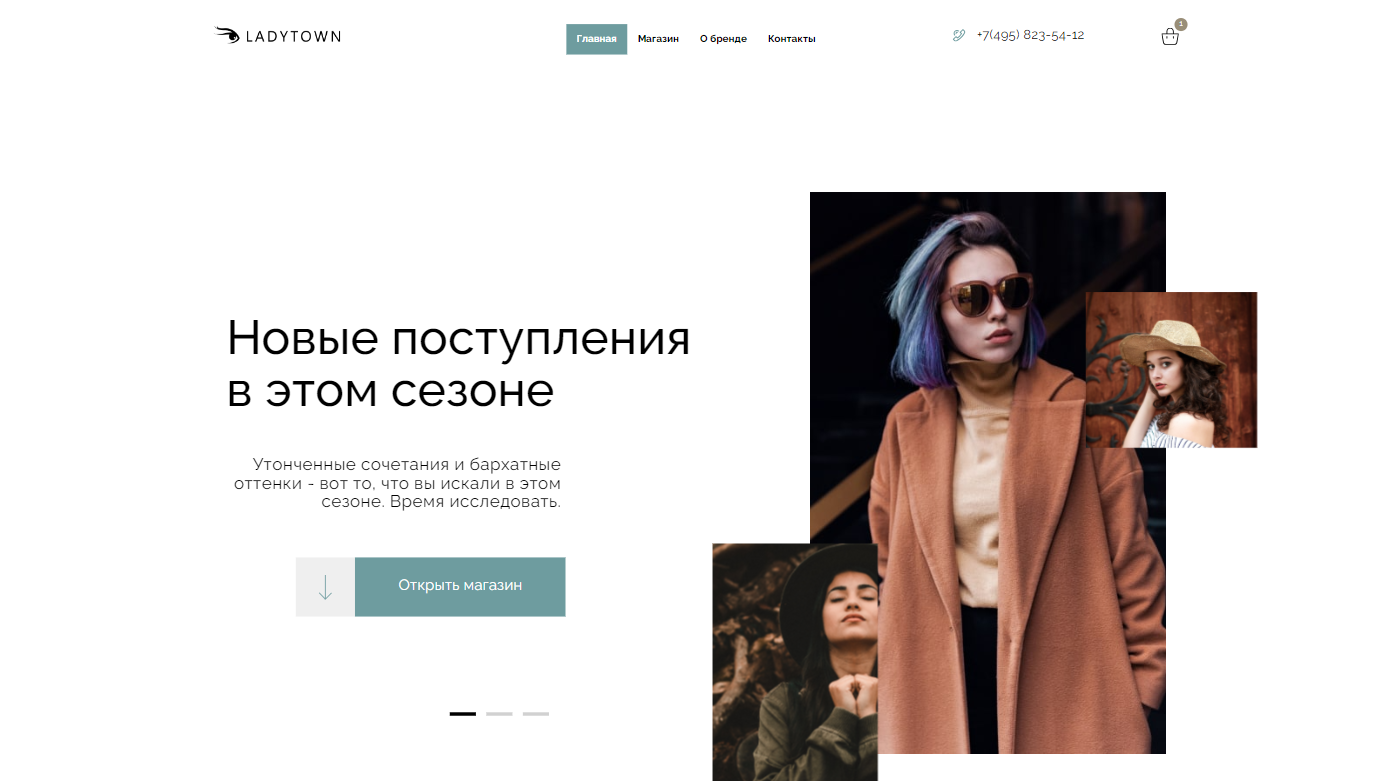 LADYTOWN
Главная Магазин О бренде Контакты
+7(495) 823-54-12
1
Новые поступления
в этом сезоне
Утонченные сочетания и бархатные
оттенки - вот то, что вы искали в этом
сезоне. Время исследовать.
Открыть магазин